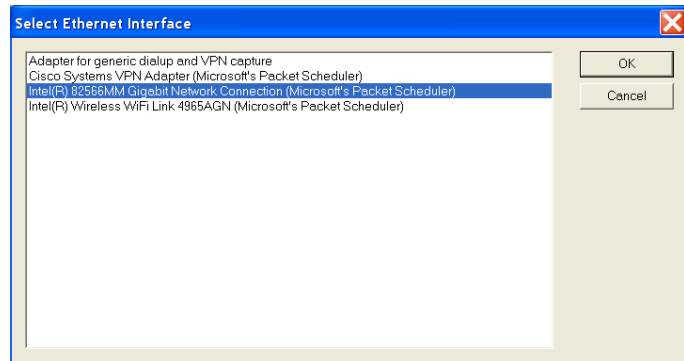 Select Ethernet Interface
Adapter for generic dialup and VPN capture
Cisco Systems VPN Adapter (Microsoft's Packet Scheduler)
Intel(R) 82566MM Gigabit Network Connection (Microsoft's Packet Scheduler)
Intel(R) Wireless WiFi Link 4965AGN (Microsoft's Packet Scheduler)
OK
Cancel